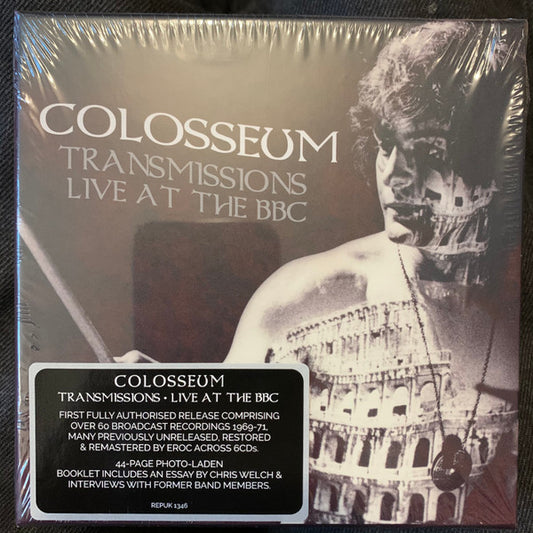 COLOSSEUM
TRANSMISSIONS
LIVE AT THE BBC
COLOSSEUM
TRANSMISSIONS • LIVE AT THE BBC
FIRST FULLY AUTHORISED RELEASE COMPRISING
OVER 60 BROADCAST RECORDINGS 1969-71,
MANY PREVIOUSLY UNRELEASED, RESTORED
& REMASTERED BY EROC ACROSS 6CDs.
44-PAGE PHOTO-LADEN
BOOKLET INCLUDES AN ESSAY BY CHRIS WELCH &
INTERVIEWS WITH FORMER BAND MEMBERS.
REPUK 1346